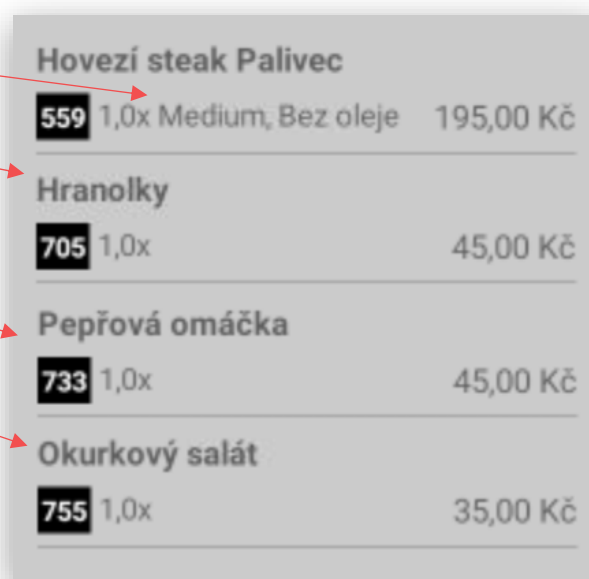 Hovezí steak Palivec
559 1,0x Medium, Bez oleje 195,00 Kč
Hranolky
705 1,0x 45,00 Kč
Pepřová omáčka
733 1,0x 45,00 Kč
Okurkový salát
755 1,0x 35,00 Kč